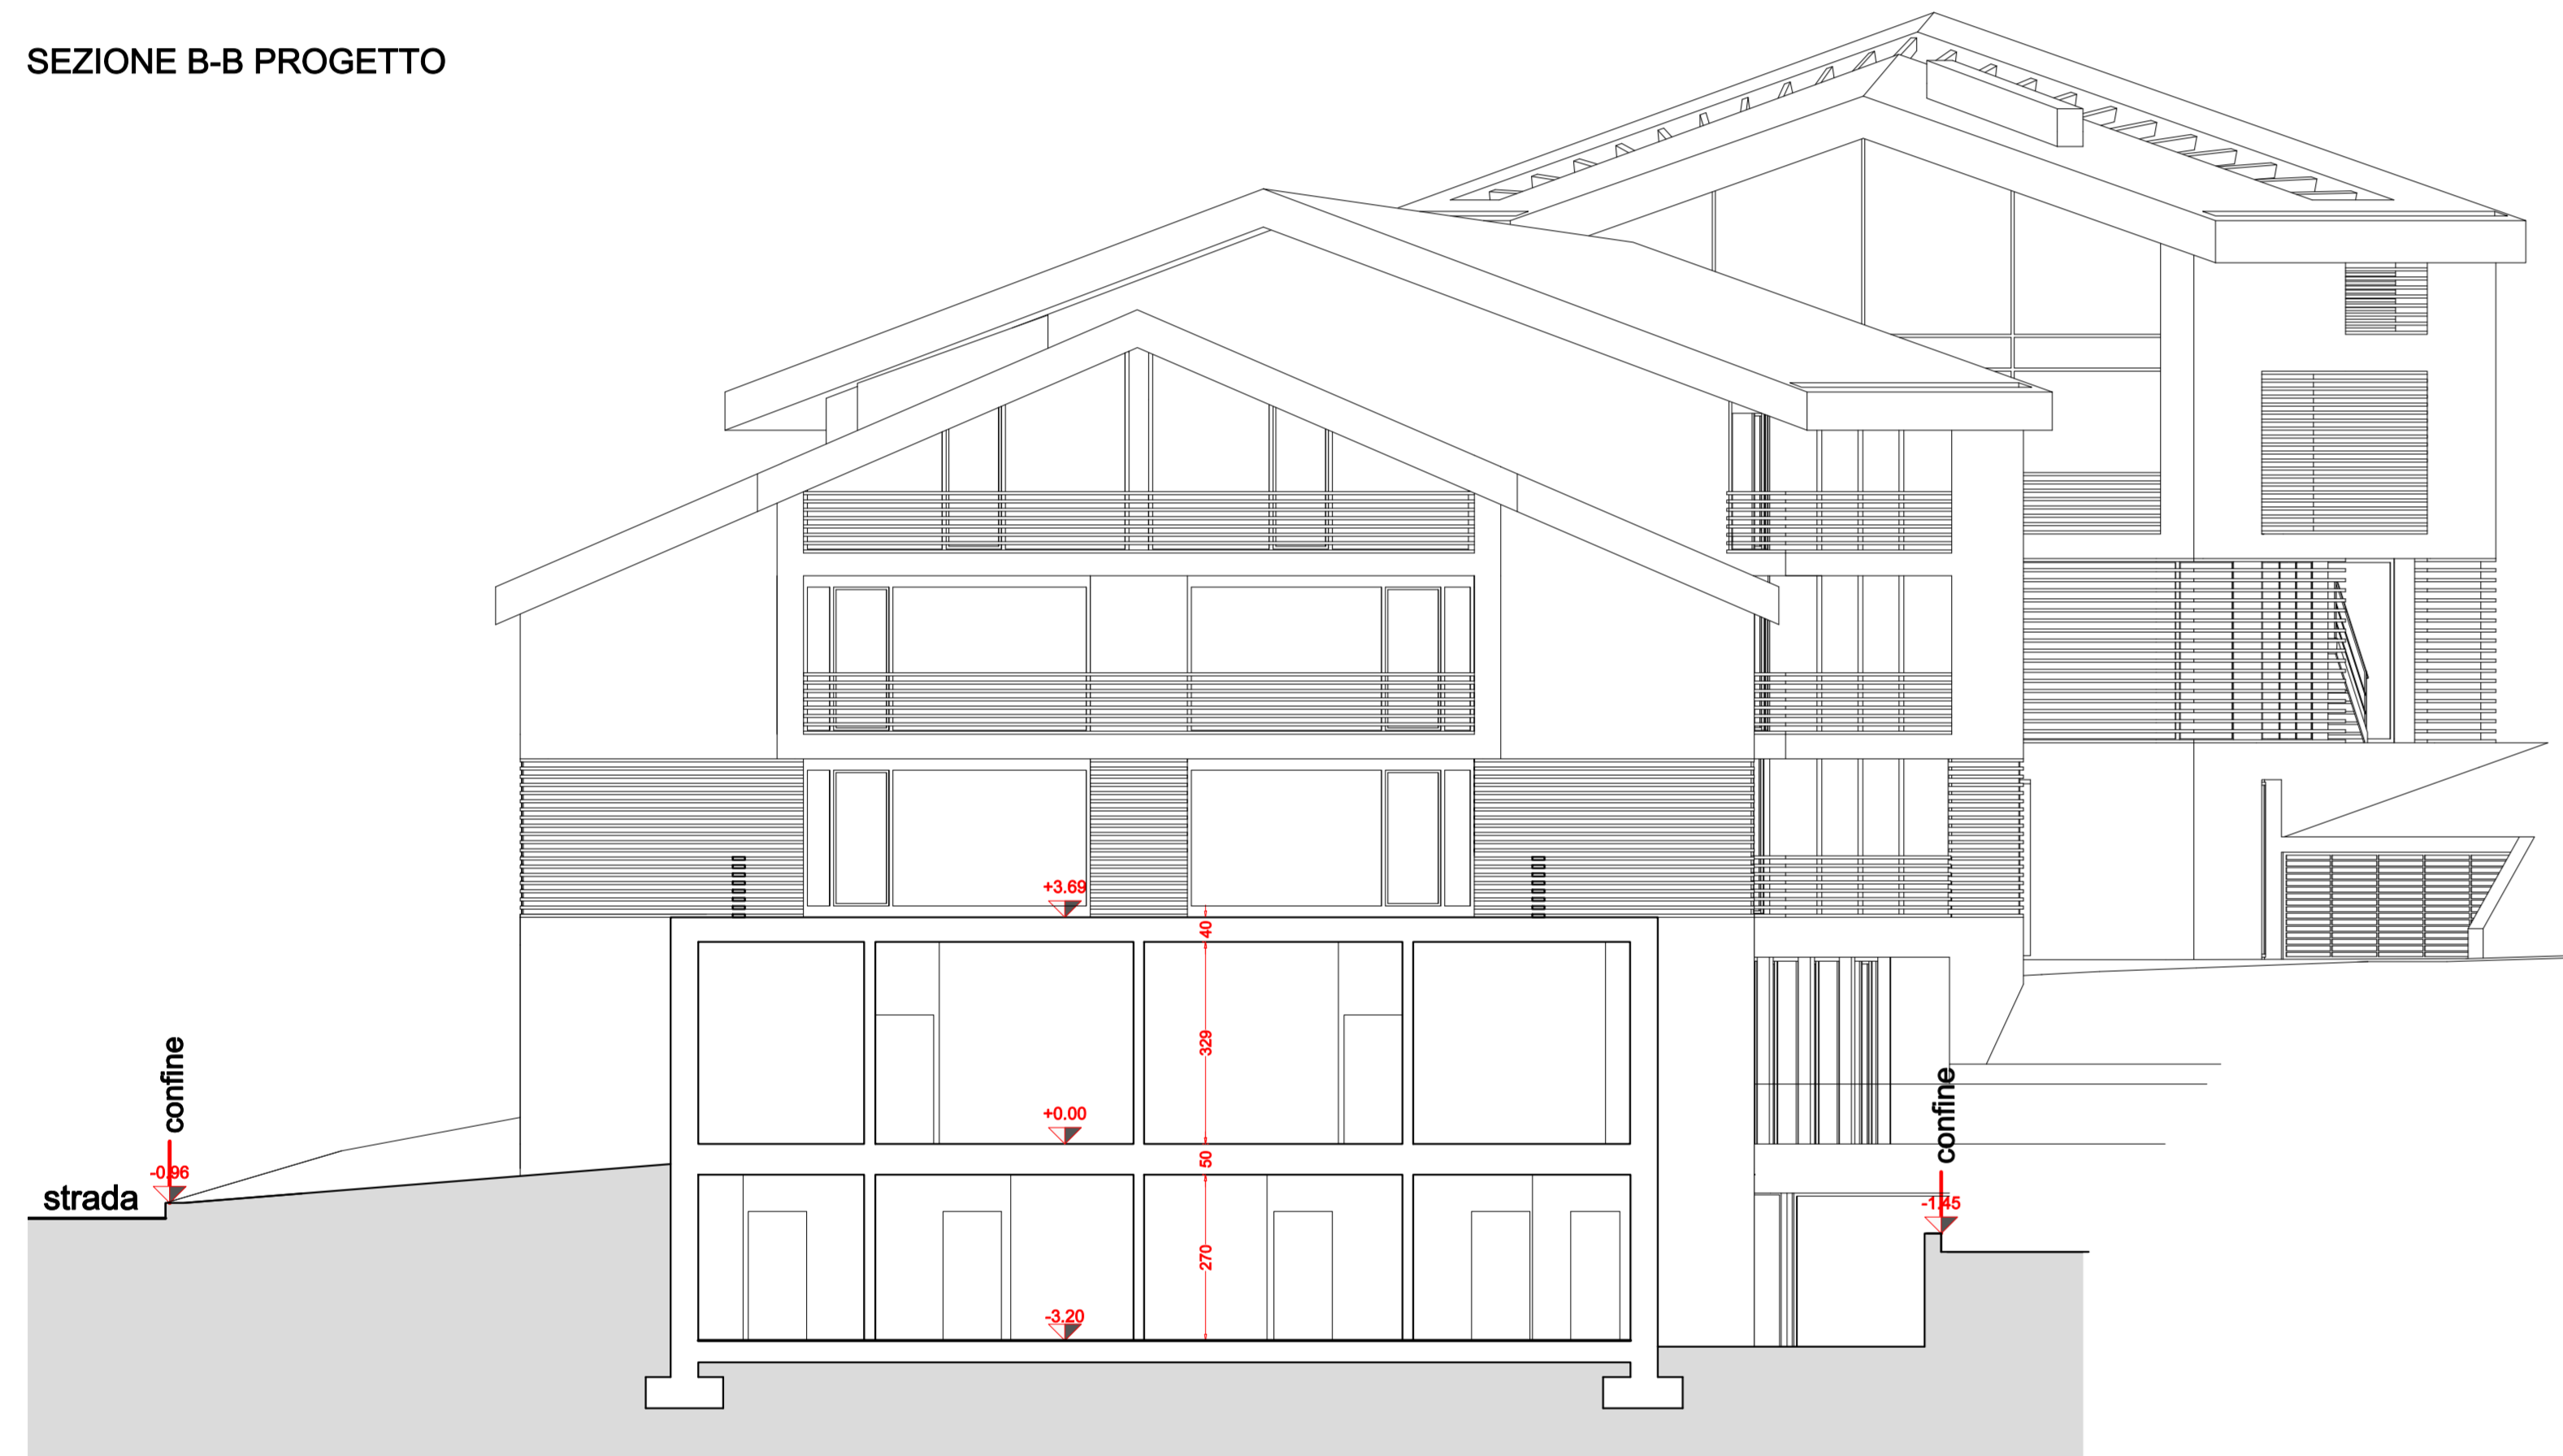 SEZIONE B-B PROGETTO
+3.69
40
329
confine
+0.00
confine
50
-0.96
strada
-1.45
270
-3.20